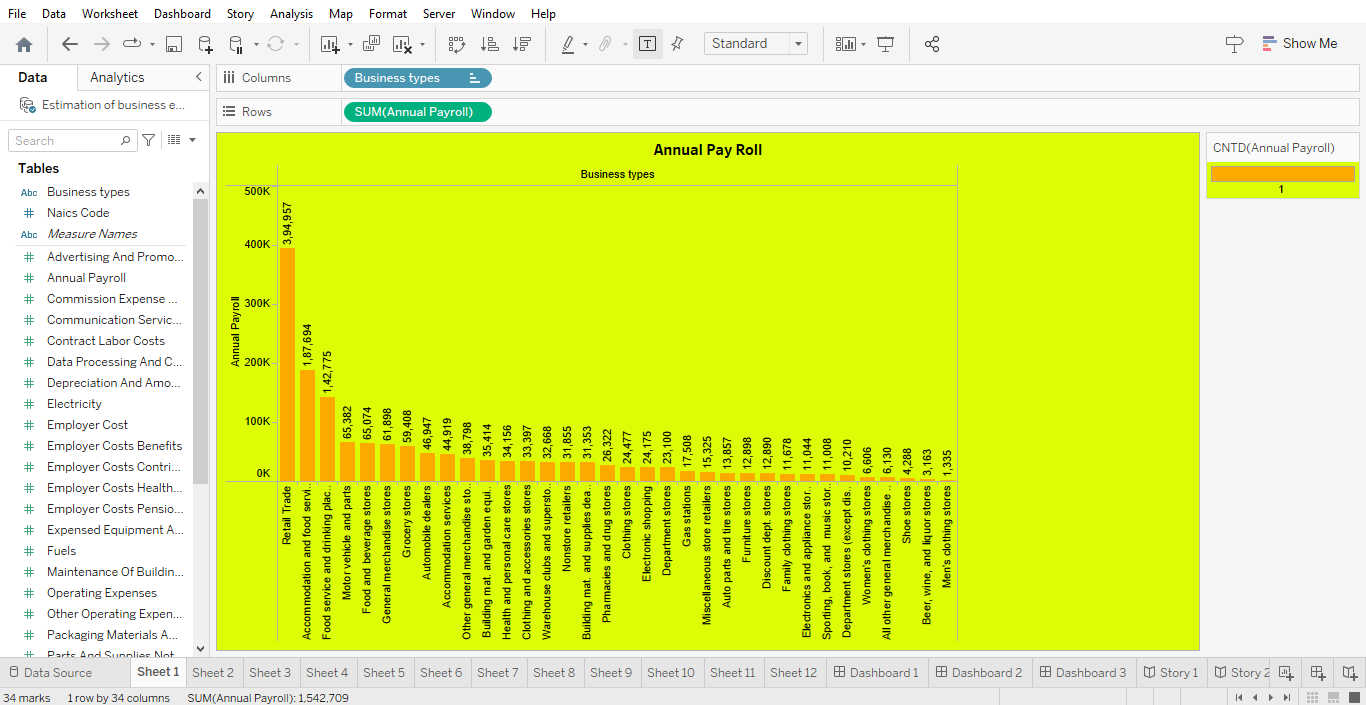 File Data Worksheet Dashboard Story Analysis Map Format Server Window Help
Standard Show Me
Data Analytics
Columns Business types
Estimation of business e...
Rows SUM(Annual Payroll)
Search
Tables
Abc Business types
Naics Code
Abc Measure Names
Advertising And Promo...
Annual Payroll
Commission Expense ...
Communication Servic...
Contract Labor Costs
Data Processing And C...
Depreciation And Amo...
Electricity
Employer Cost
Employer Costs Benefits
Employer Costs Contri...
Employer Costs Health...
Employer Costs Pensio...
Expensed Equipment A...
Fuels
Maintenance Of Buildin...
Operating Expenses
Other Operating Expen...
Packaging Materials A...
Parts And Supplies Not
Annual Pay Roll
Business types
Annual Payroll
500K
400K
300K
200K
100K
0K
3,94,957
1,87,694
1,42,775
65,382
65,074
61,898
59,408
46,947
44,919
38,798
35,414
34,156
33,397
32,668
31,855
31,353
26,322
24,477
24,175
23,100
17,508
15,325
13,857
12,898
12,890
11,678
11,044
11,008
10,210
6,606
6,130
4,288
3,163
1,335
Retail Trade
Accommodation and food servi..
Food service and drinking plac..
Motor vehicle and parts
Food and beverage stores
General merchandise stores
Grocery stores
Automobile dealers
Accommodation services
Other general merchandise sto..
Building mat. and garden equi..
Health and personal care stores
Clothing and accessories stores
Warehouse clubs and supersto..
Nonstore retailers
Building mat. and supplies dea..
Pharmacies and drug stores
Clothing stores
Electronic shopping
Department stores
Gas stations
Miscellaneous store retailers
Auto parts and tire stores
Furniture stores
Discount dept. stores
Family clothing stores
Electronics and appliance stor..
Sporting, book, and music stor..
Department stores (except dis..
Women's clothing stores
All other general merchandise ..
Shoe stores
Beer, wine, and liquor stores
Men's clothing stores
CNTD(Annual Payroll)
1
Data Source Sheet 1 Sheet 2 Sheet 3 Sheet 4 Sheet 5 Sheet 6 Sheet 7 Sheet 8 Sheet 9 Sheet 10 Sheet 11 Sheet 12 Dashboard 1 Dashboard 2 Dashboard 3 Story 1 Story 2
34 marks 1 row by 34 columns SUM(Annual Payroll): 1,542,709